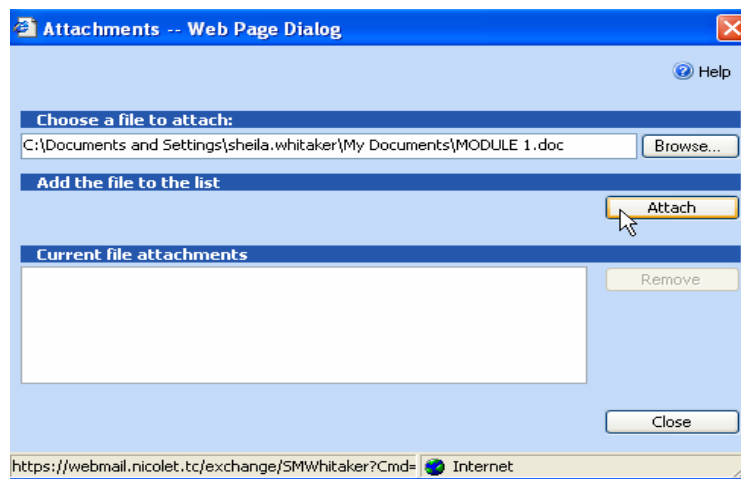 Attachments -- Web Page Dialog
Help
Choose a file to attach:
C:\Documents and Settings\sheila.whitaker\My Documents\MODULE 1.doc
Browse...
Add the file to the list
Attach
Current file attachments
Remove
Close
https://webmail.nicolet.tc/exchange/SMWhitaker?Cmd= Internet